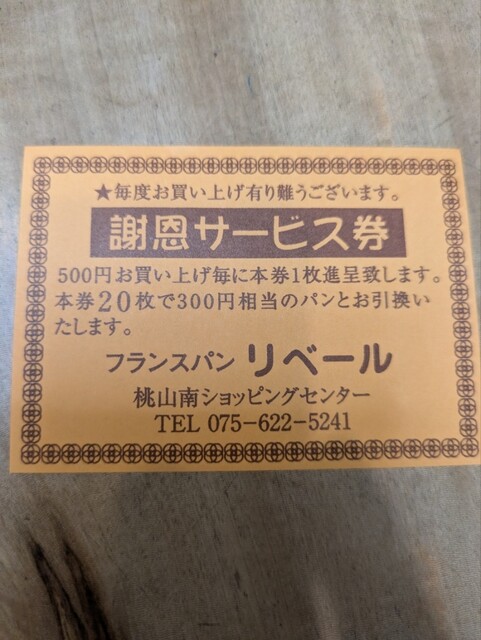 ★毎度お買い上げ有り難うございます。
謝恩サービス券
500円お買い上げ毎に本券1枚進呈致します。
本券20枚で300円相当のパンとお引換い
たします。
フランスパン リベール
桃山南ショッピングセンター
TEL 075-622-5241